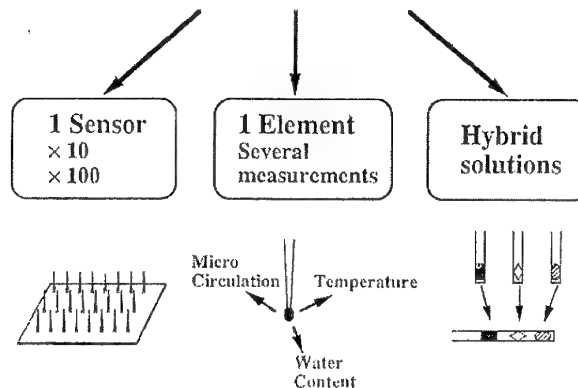 1 Sensor
× 10
× 100
1 Element
Several
measurements
Hybrid
solutions
Micro
Circulation
Temperature
Water
Content